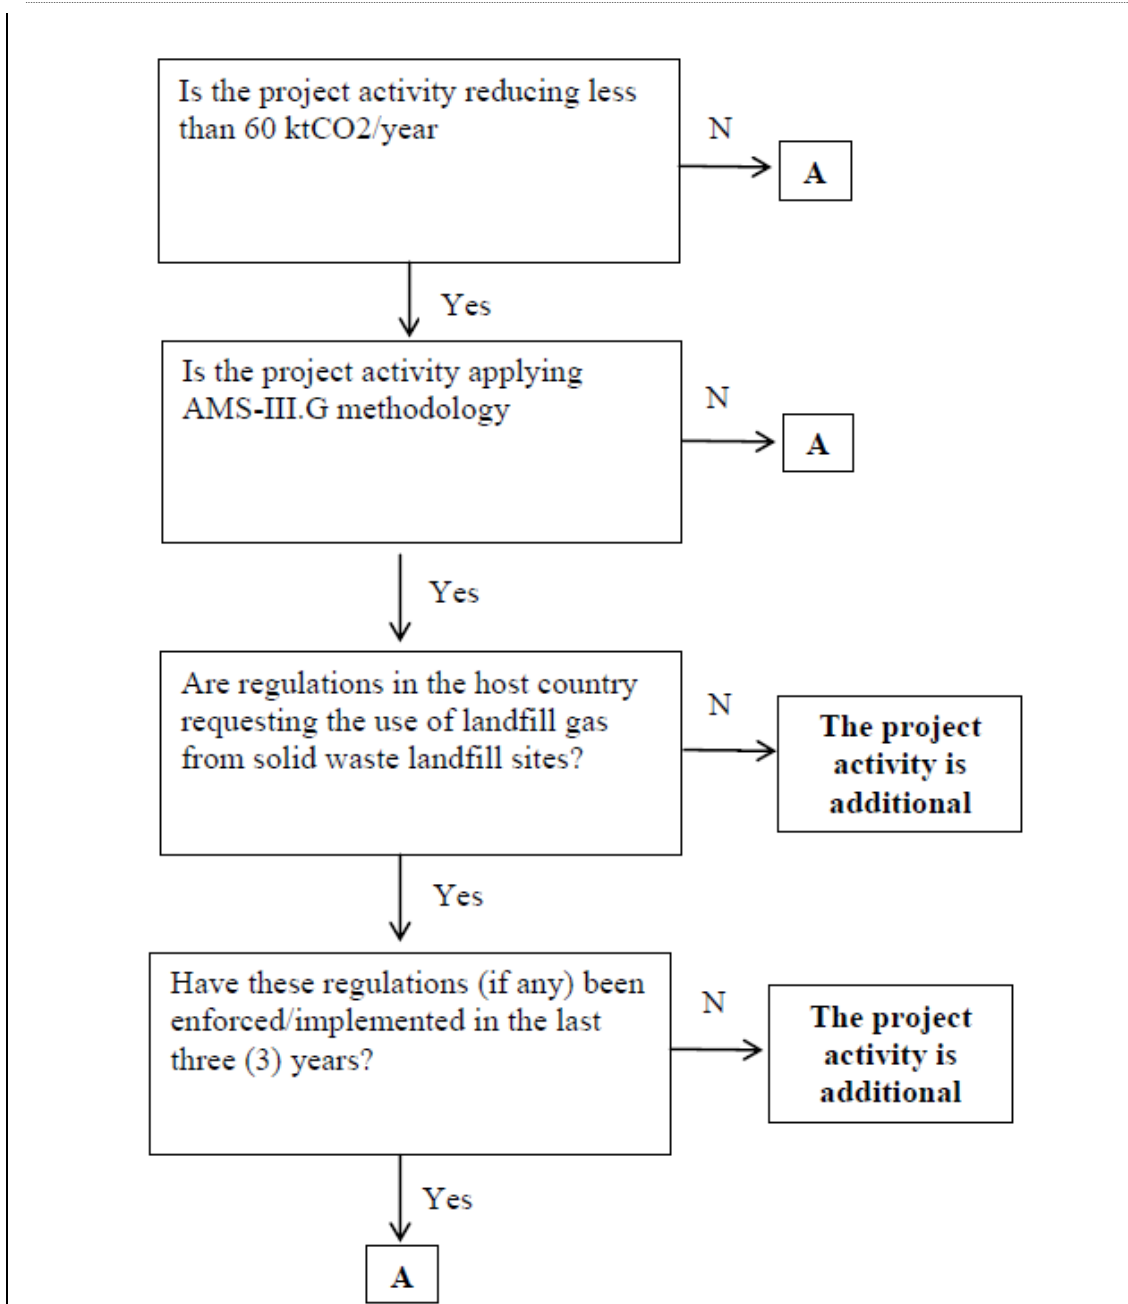 Is the project activity reducing less
than 60 ktCO2/year
N
A
Yes
Is the project activity applying
AMS-III.G methodology
N
A
Yes
Are regulations in the host country
requesting the use of landfill gas
from solid waste landfill sites?
N
The project
activity is
additional
Yes
Have these regulations (if any) been
enforced/implemented in the last
three (3) years?
N
The project
activity is
additional
Yes
A